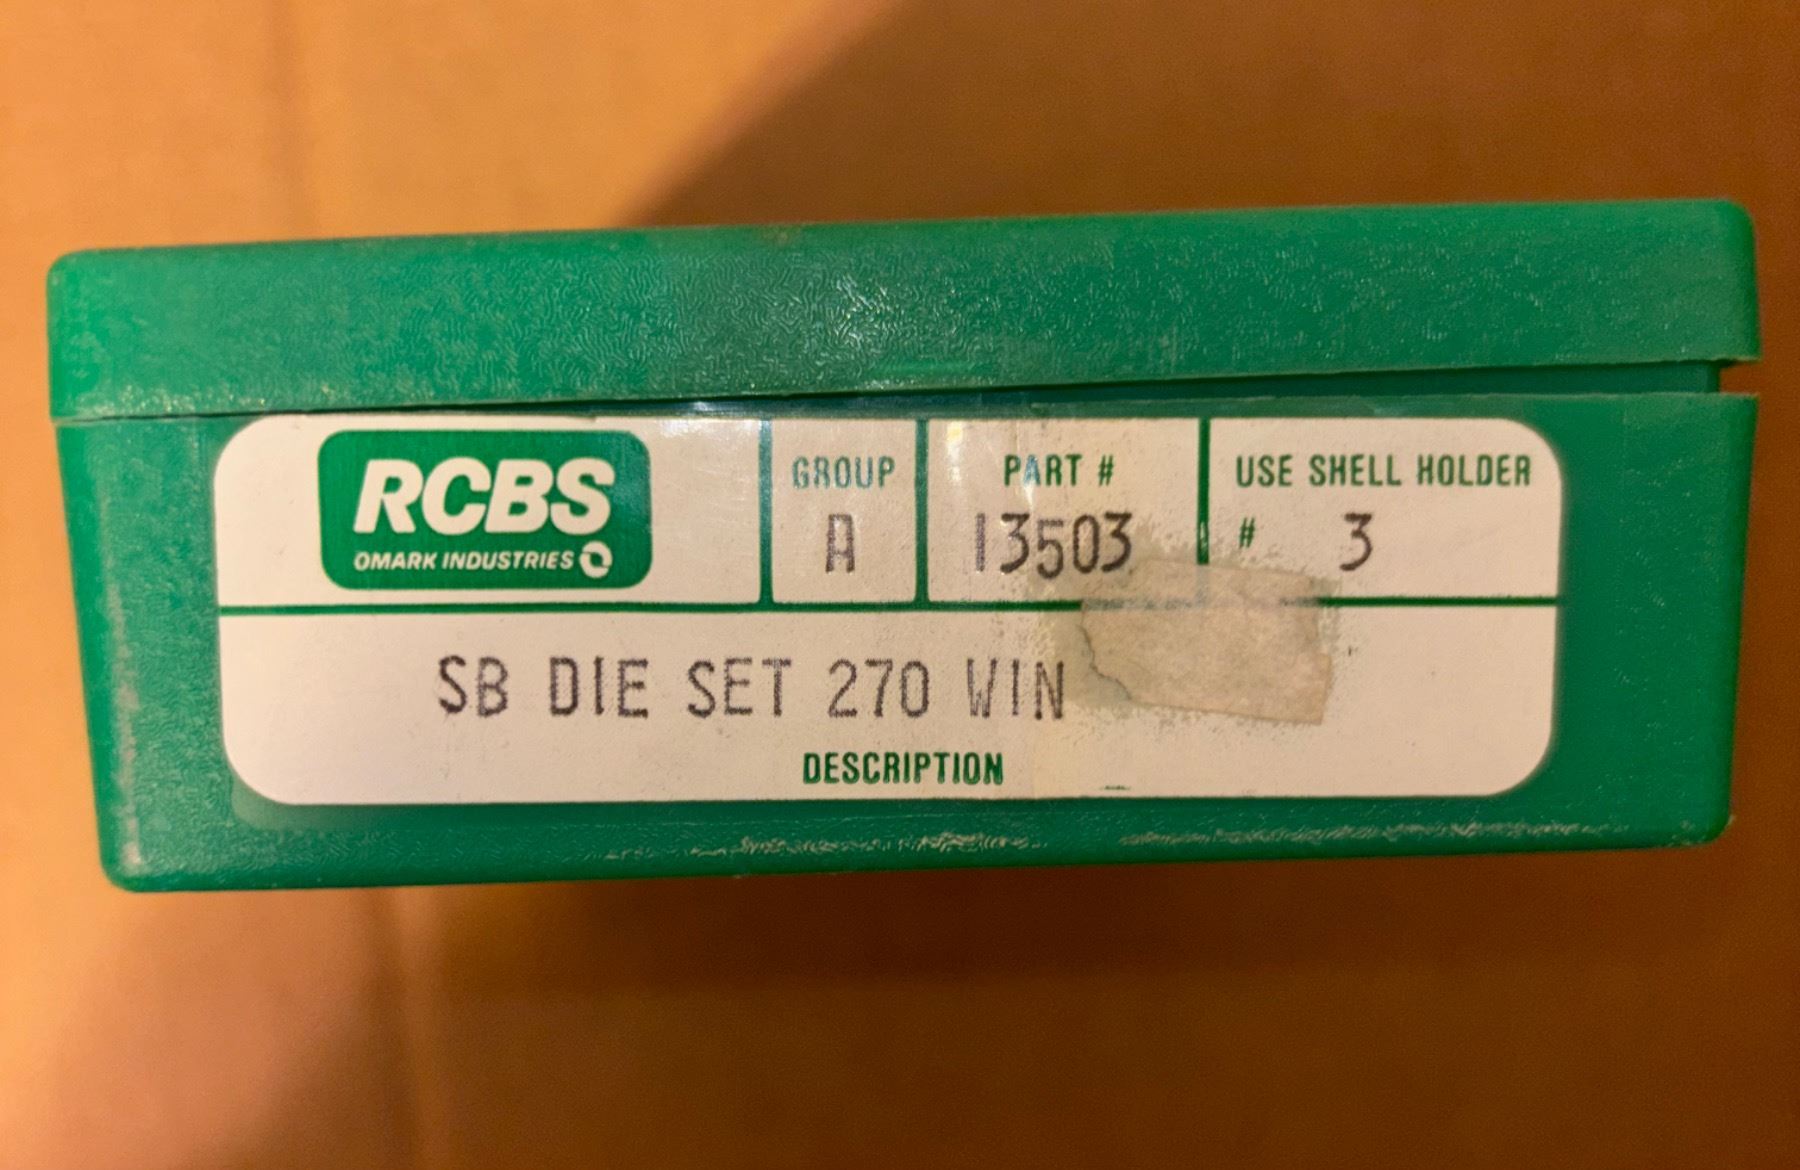 RCBS
OMARK INDUSTRIES
GROUP
A
PART #
13503
USE SHELL HOLDER
# 3
SB DIE SET 270 WIN
DESCRIPTION